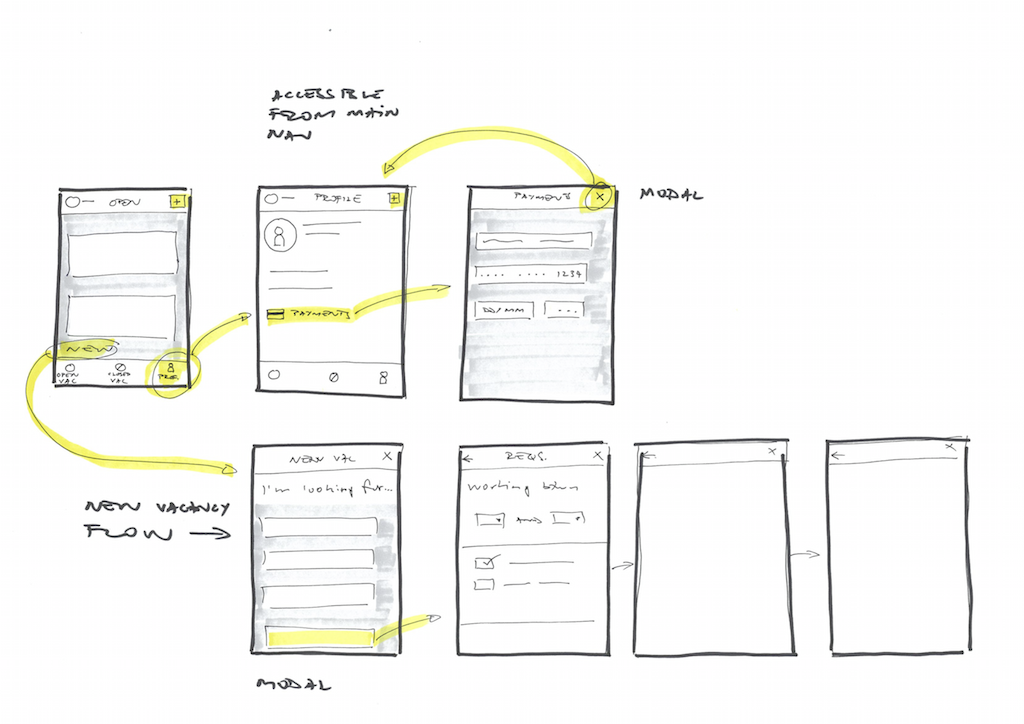 ACCESSIBLE
FROM MAIN
NAV
OPEN
+
NEW
OPEN
VAC
CLOSED
VAC
PROF.
PROFILE
+
PAYMENTS
PAYMENTS
X
.... .... 1234
DD/MM
...
MODAL
NEW VACANCY
FLOW →
NEW VAC X
I'm looking for...
MODAL
← REQS. X
working btwn
AND
← X
← X